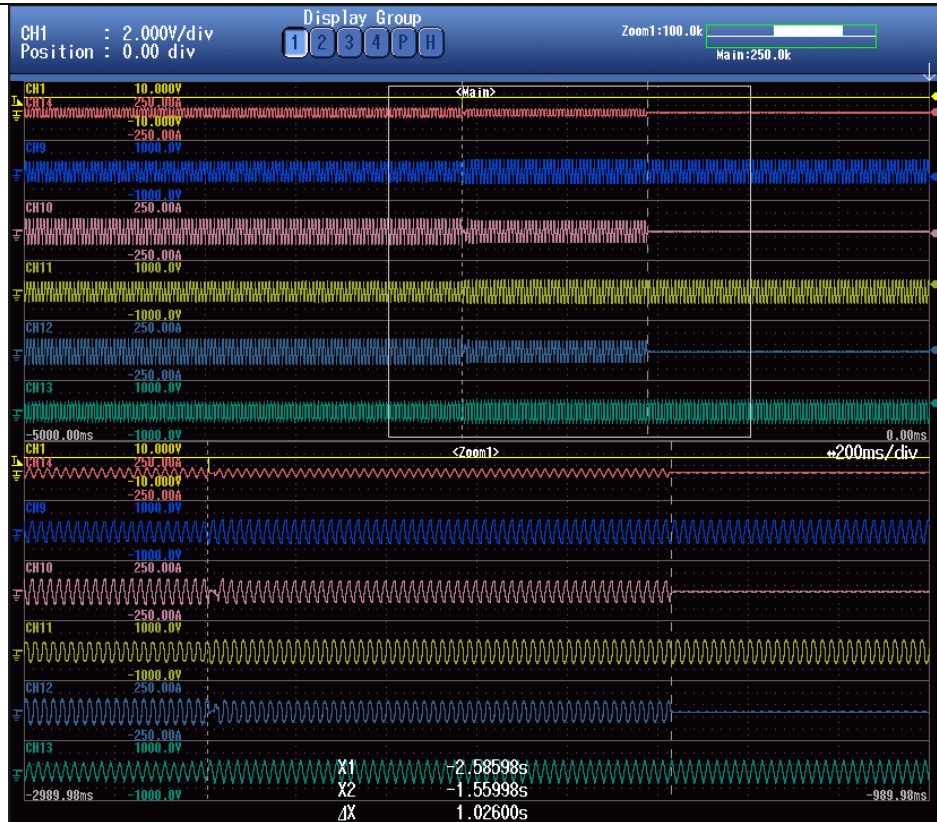 CH1 : 2.000V/div
Position : 0.00 div
Display Group
1 2 3 4 P H
Zoom1:100.0k
Main:250.0k
CH1 10.000V
<Main>
CH14 250.00A
-10.000V
-250.00A
CH9 1000.0V
-1000.0V
CH10 250.00A
-250.00A
CH11 1000.0V
-1000.0V
CH12 250.00A
-250.00A
CH13 1000.0V
-5000.00ms -1000.0V 0.00ms
CH1 10.000V
<Zoom1>
200ms/div
CH14 250.00A
-10.000V
-250.00A
CH9 1000.0V
-1000.0V
CH10 250.00A
-250.00A
CH11 1000.0V
-1000.0V
CH12 250.00A
-250.00A
CH13 1000.0V
X1 -2.58598s
-2989.98ms -1000.0V X2 -1.55998s -989.98ms
ΔX 1.02600s